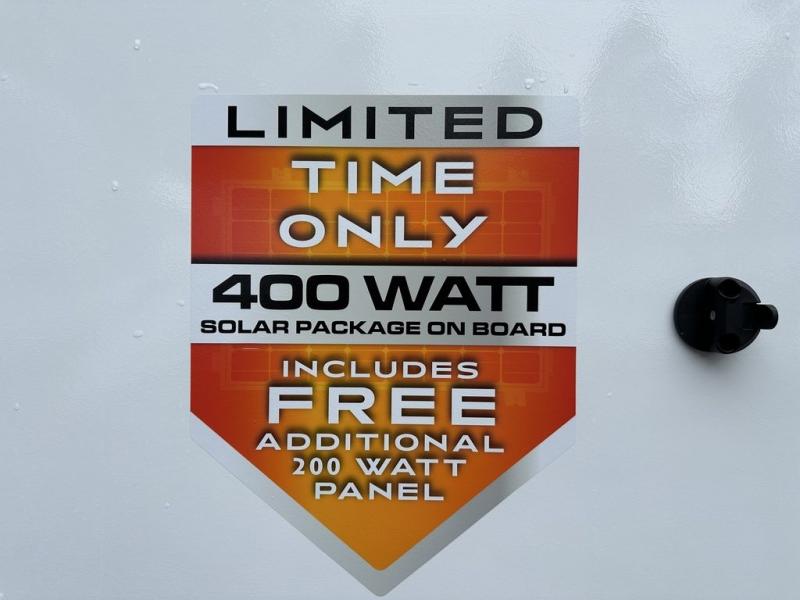 LIMITED
TIME
ONLY
400 WATT
SOLAR PACKAGE ON BOARD
INCLUDES
FREE
ADDITIONAL
200 WATT
PANEL